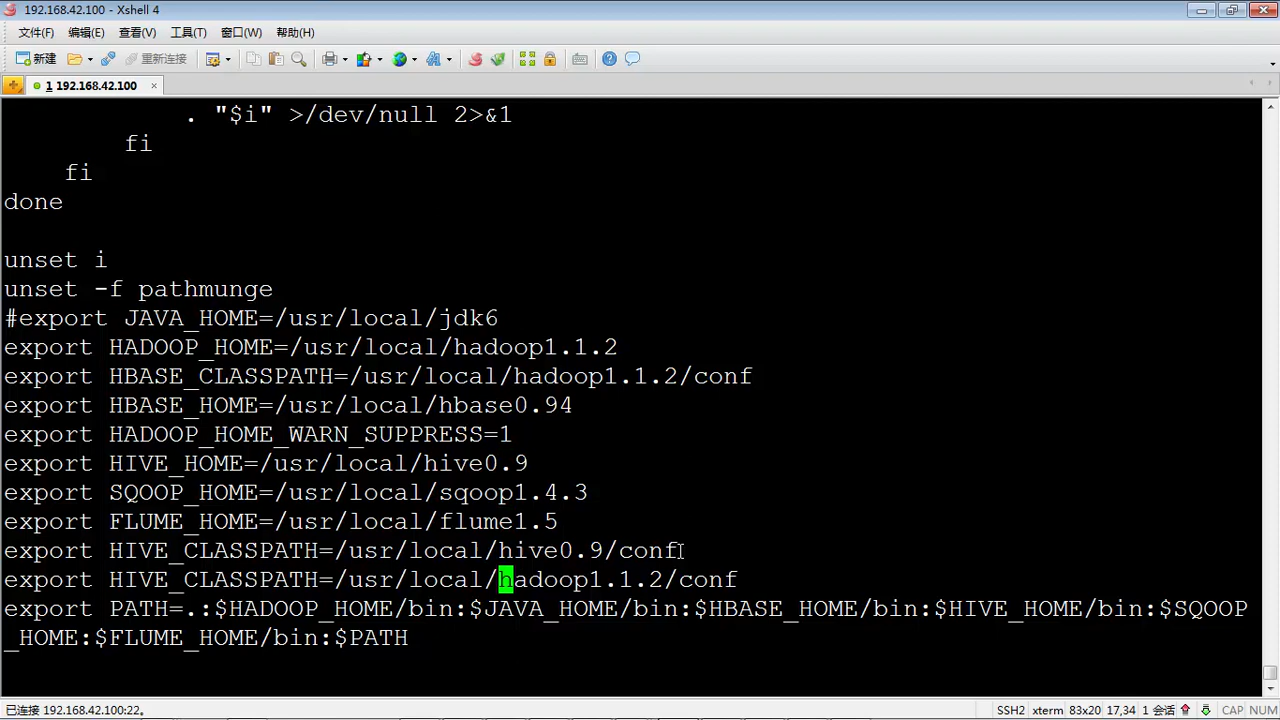 192.168.42.100 - Xshell 4
文件(F) 编辑(E) 查看(V) 工具(T) 窗口(W) 帮助(H)
新建 重新连接
1 192.168.42.100
. "$i" >/dev/null 2>&1
fi
fi
done
unset i
unset -f pathmunge
#export JAVA_HOME=/usr/local/jdk6
export HADOOP_HOME=/usr/local/hadoop1.1.2
export HBASE_CLASSPATH=/usr/local/hadoop1.1.2/conf
export HBASE_HOME=/usr/local/hbase0.94
export HADOOP_HOME_WARN_SUPPRESS=1
export HIVE_HOME=/usr/local/hive0.9
export SQOOP_HOME=/usr/local/sqoop1.4.3
export FLUME_HOME=/usr/local/flume1.5
export HIVE_CLASSPATH=/usr/local/hive0.9/conf
export HIVE_CLASSPATH=/usr/local/hadoop1.1.2/conf
export PATH=.:$HADOOP_HOME/bin:$JAVA_HOME/bin:$HBASE_HOME/bin:$HIVE_HOME/bin:$SQOOP
_HOME:$FLUME_HOME/bin:$PATH
已连接 192.168.42.100:22。 SSH2 xterm 83x20 17,34 1 会话 CAP NUM